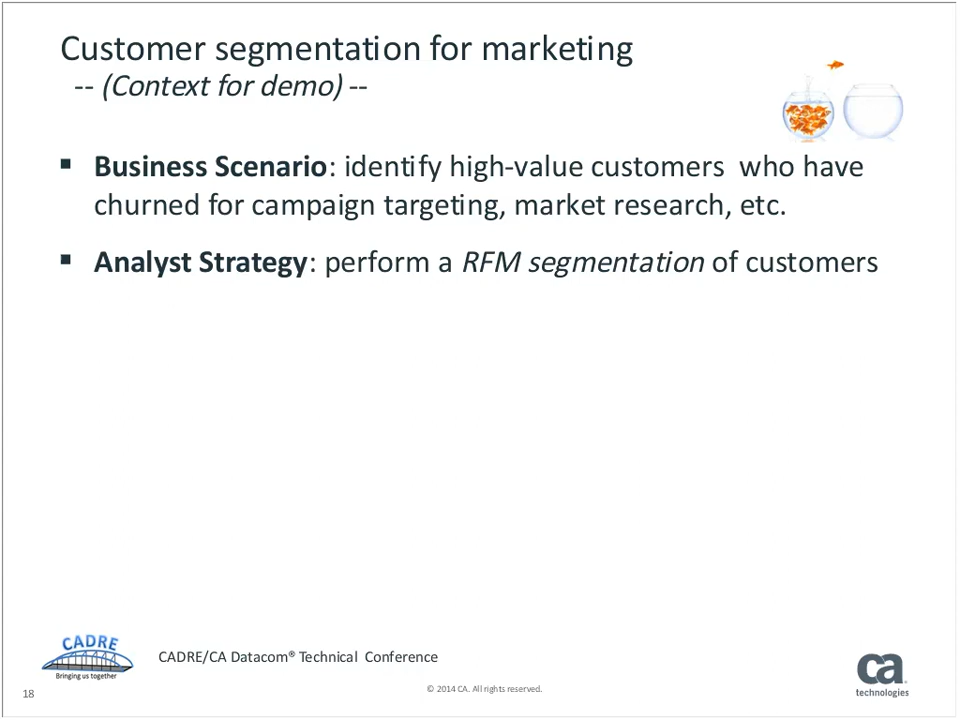 Customer segmentation for marketing
-- (Context for demo) --
▪ Business Scenario: identify high-value customers who have
churned for campaign targeting, market research, etc.
▪ Analyst Strategy: perform a RFM segmentation of customers
CADRE
Bringing us together
CADRE/CA Datacom® Technical Conference
ca
technologies
18
© 2014 CA. All rights reserved.